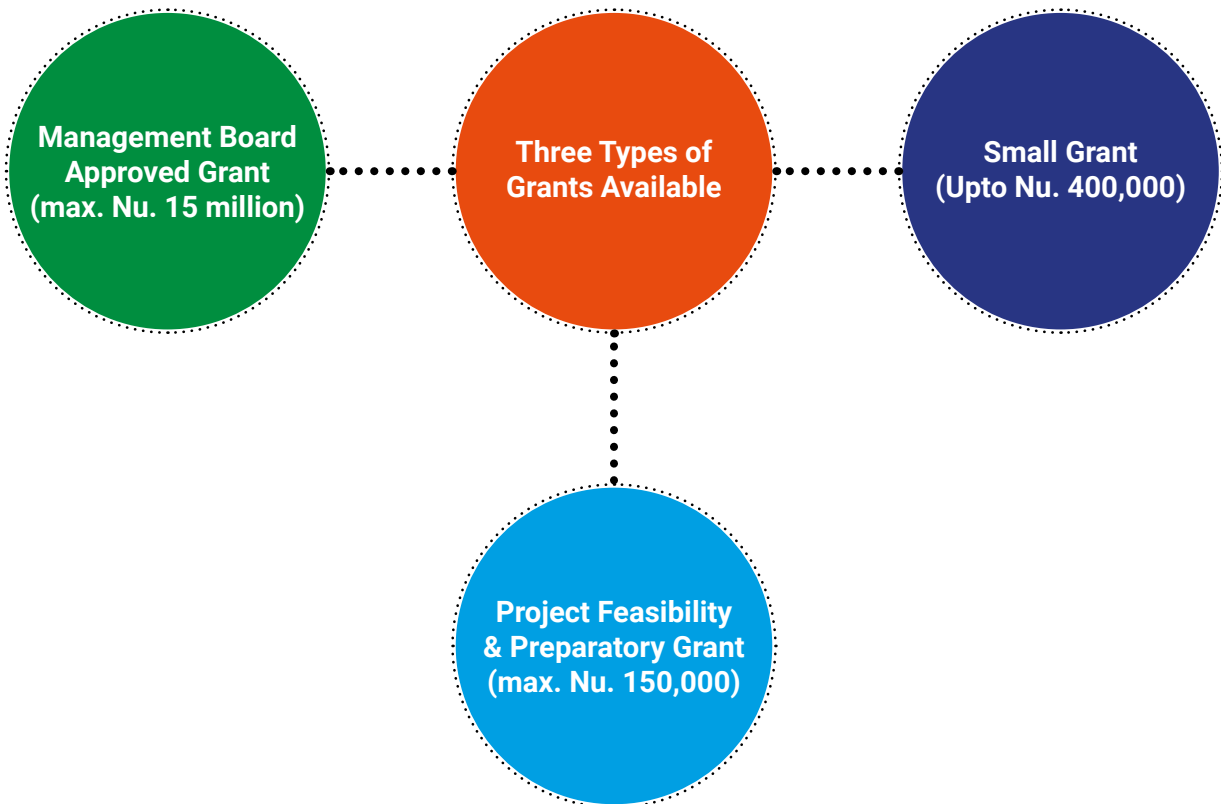 Management Board
Approved Grant
(max. Nu. 15 million)
Three Types of
Grants Available
Small Grant
(Upto Nu. 400,000)
Project Feasibility
& Preparatory Grant
(max. Nu. 150,000)